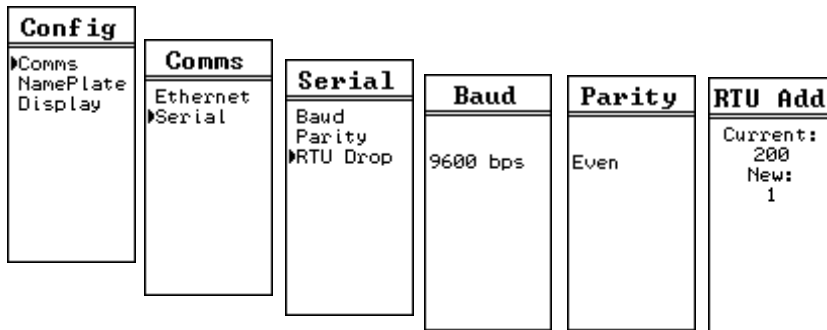 Config
Comms
NamePlate
Display
Comms
Ethernet
Serial
Serial
Baud
Parity
RTU Drop
Baud
9600 bps
Parity
Even
RTU Add
Current:
200
New:
1